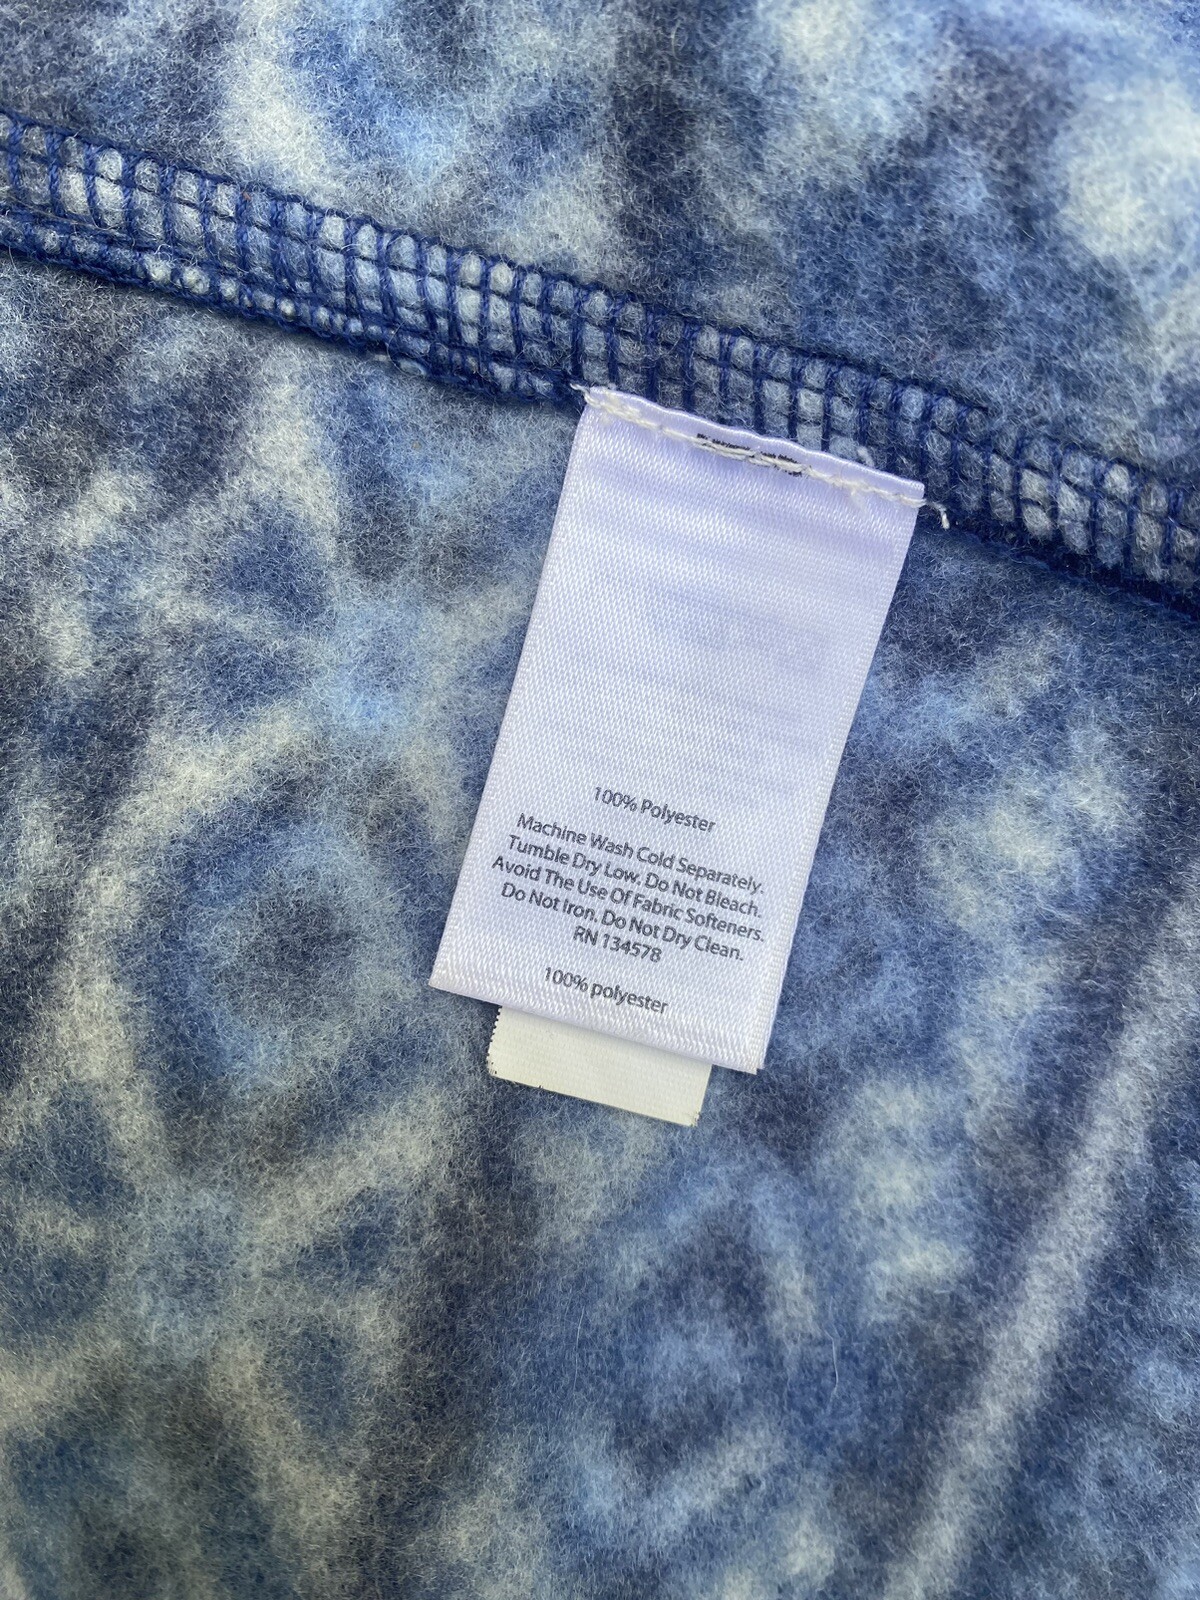 100% Polyester
Machine Wash Cold Separately.
Tumble Dry Low. Do Not Bleach.
Avoid The Use Of Fabric Softeners.
Do Not Iron. Do Not Dry Clean.
RN 134578
100% polyester